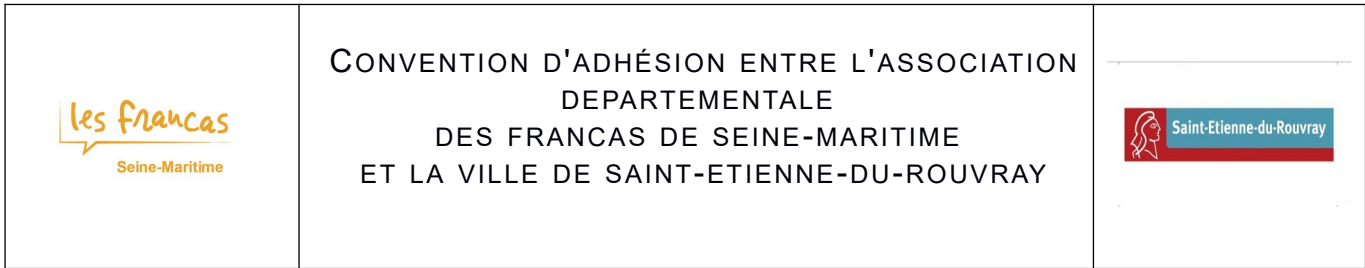 les francas
Seine-Maritime
CONVENTION D'ADHÉSION ENTRE L'ASSOCIATION
DEPARTEMENTALE
DES FRANCAS DE SEINE-MARITIME
ET LA VILLE DE SAINT-ETIENNE-DU-ROUVRAY
Saint-Etienne-du-Rouvray